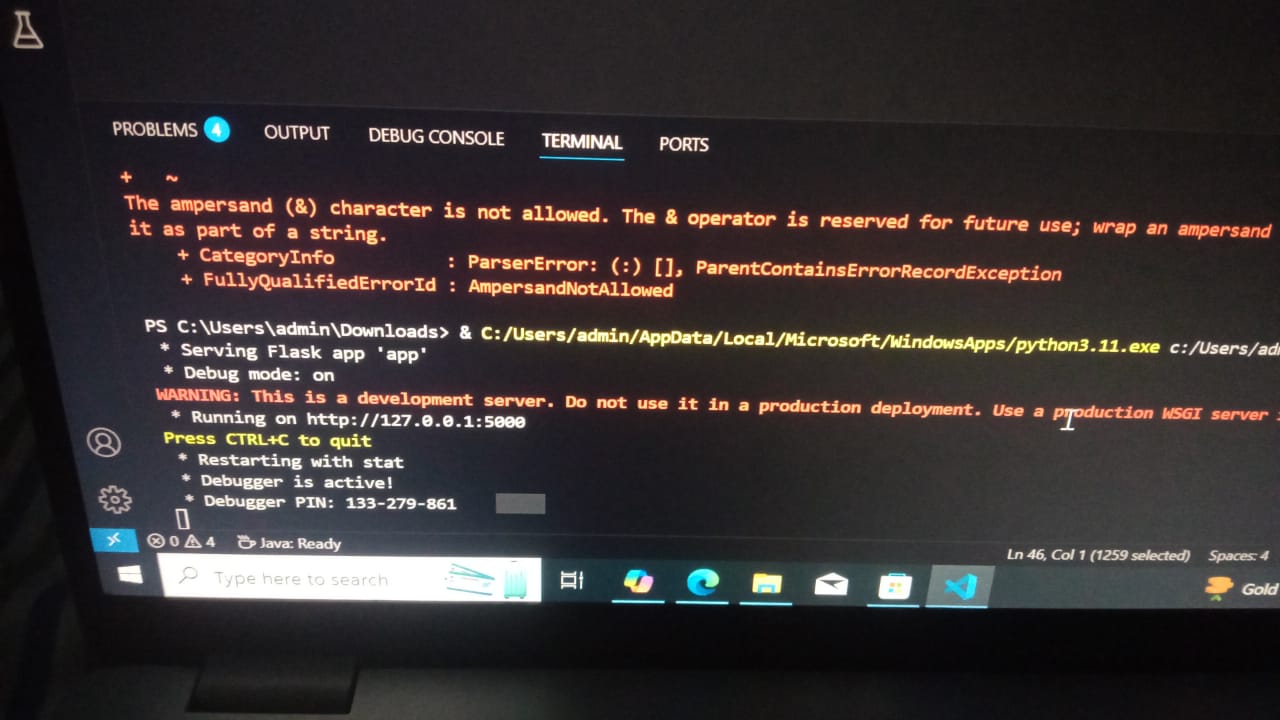 PROBLEMS 4 OUTPUT DEBUG CONSOLE TERMINAL PORTS
+ ~
The ampersand (&) character is not allowed. The & operator is reserved for future use; wrap an ampersand
it as part of a string.
+ CategoryInfo : ParserError: (:) [], ParentContainsErrorRecordException
+ FullyQualifiedErrorId : AmpersandNotAllowed
PS C:\Users\admin\Downloads> & C:/Users/admin/AppData/Local/Microsoft/WindowsApps/python3.11.exe c:/Users/ad
* Serving Flask app 'app'
* Debug mode: on
WARNING: This is a development server. Do not use it in a production deployment. Use a production WSGI server
* Running on http://127.0.0.1:5000
Press CTRL+C to quit
* Restarting with stat
* Debugger is active!
* Debugger PIN: 133-279-861
0 4 Java: Ready Ln 46, Col 1 (1259 selected) Spaces: 4
Type here to search Gold